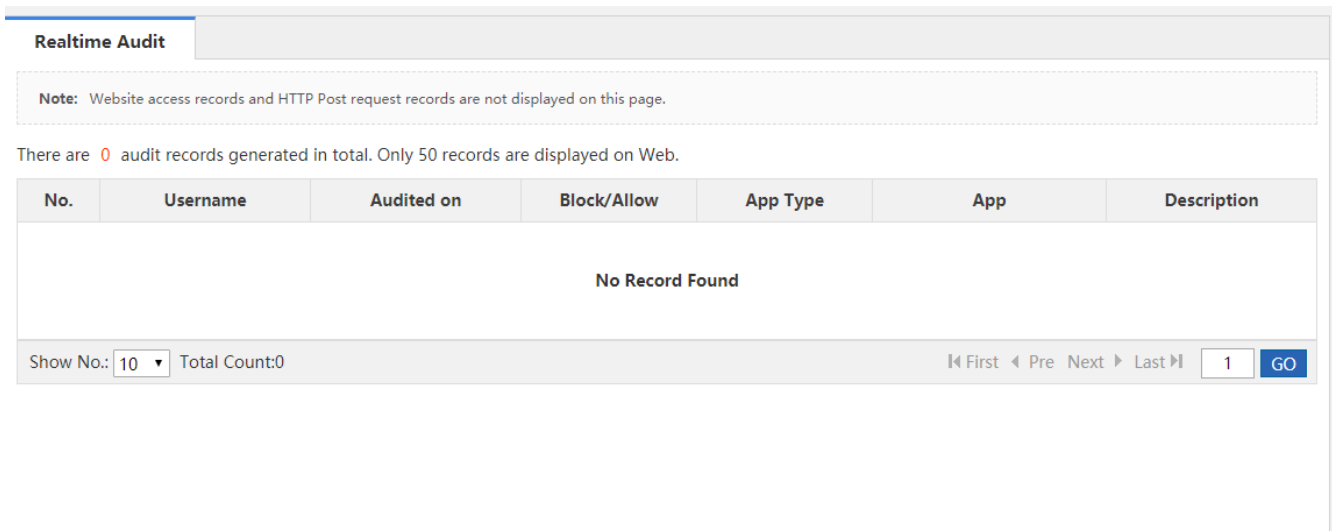 Realtime Audit
Note: Website access records and HTTP Post request records are not displayed on this page.
There are 0 audit records generated in total. Only 50 records are displayed on Web.
No. Username Audited on Block/Allow App Type App Description
No Record Found
Show No.: 10 Total Count:0 First Pre Next Last 1 GO